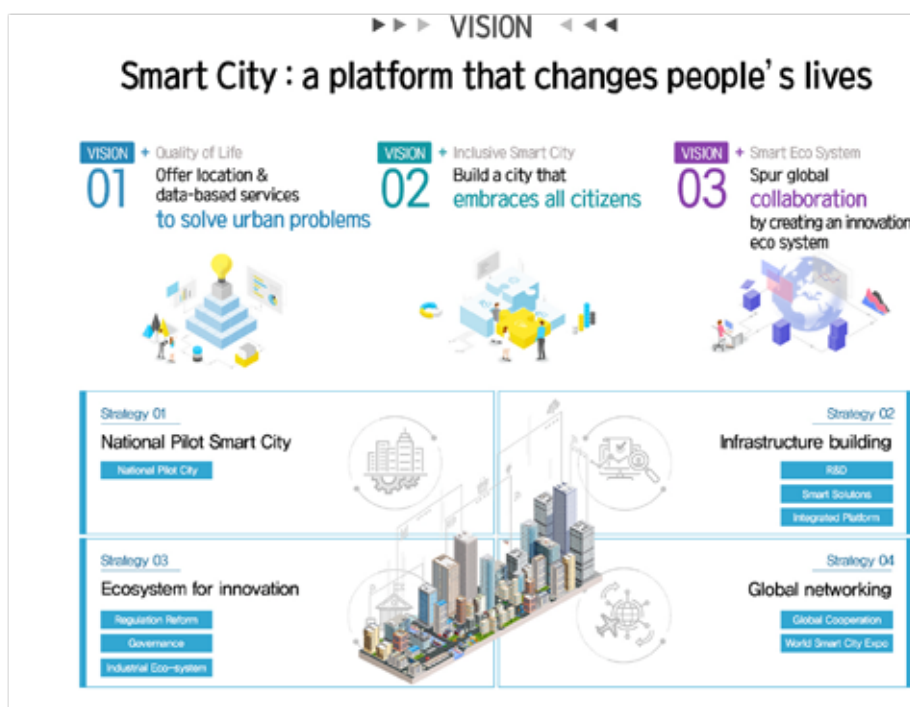 VISION
Smart City : a platform that changes people's lives
VISION + Quality of Life
01
Offer location &
data-based services
to solve urban problems
VISION + Inclusive Smart City
02
Build a city that
embraces all citizens
VISION + Smart Eco System
03
Spur global
collaboration
by creating an innovation
eco system
Strategy 01
National Pilot Smart City
National Pilot City
Strategy 02
Infrastructure building
R&D
Smart Solutons
Integrated Platform
Strategy 03
Ecosystem for innovation
Regulation Reform
Governance
Industrial Eco-system
Strategy 04
Global networking
Global Cooperation
World Smart City Expo